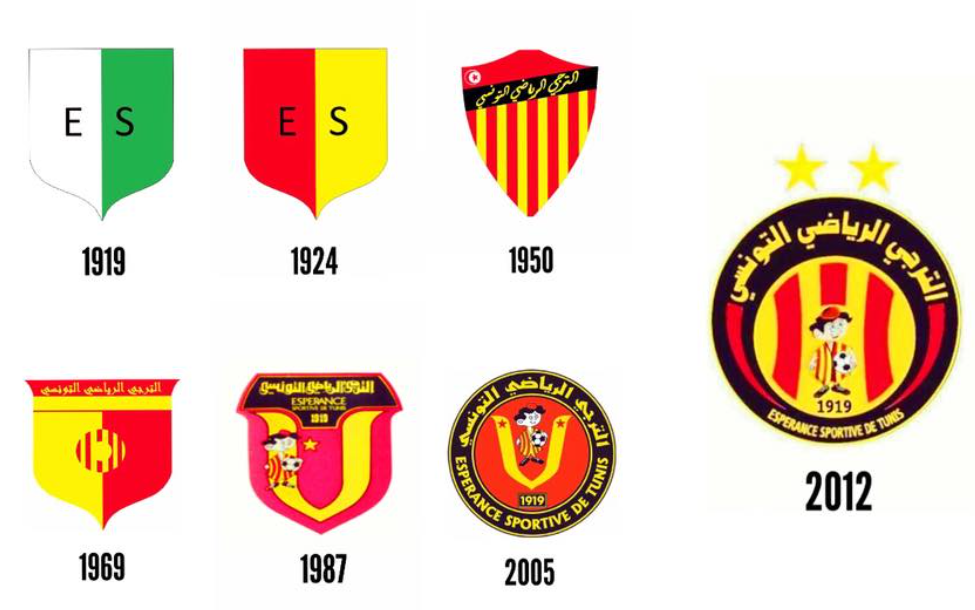 E S
1919
E S
1924
الترجي الرياضي التونسي
1950
الترجي الرياضي التونسي
1969
الترجي الرياضي التونسي
ESPERANCE
SPORTIVE DE TUNIS
1919
1987
الترجي الرياضي التونسي
1919
ESPERANCE SPORTIVE DE TUNIS
2005
الترجي الرياضي التونسي
1919
ESPERANCE SPORTIVE DE TUNIS
2012